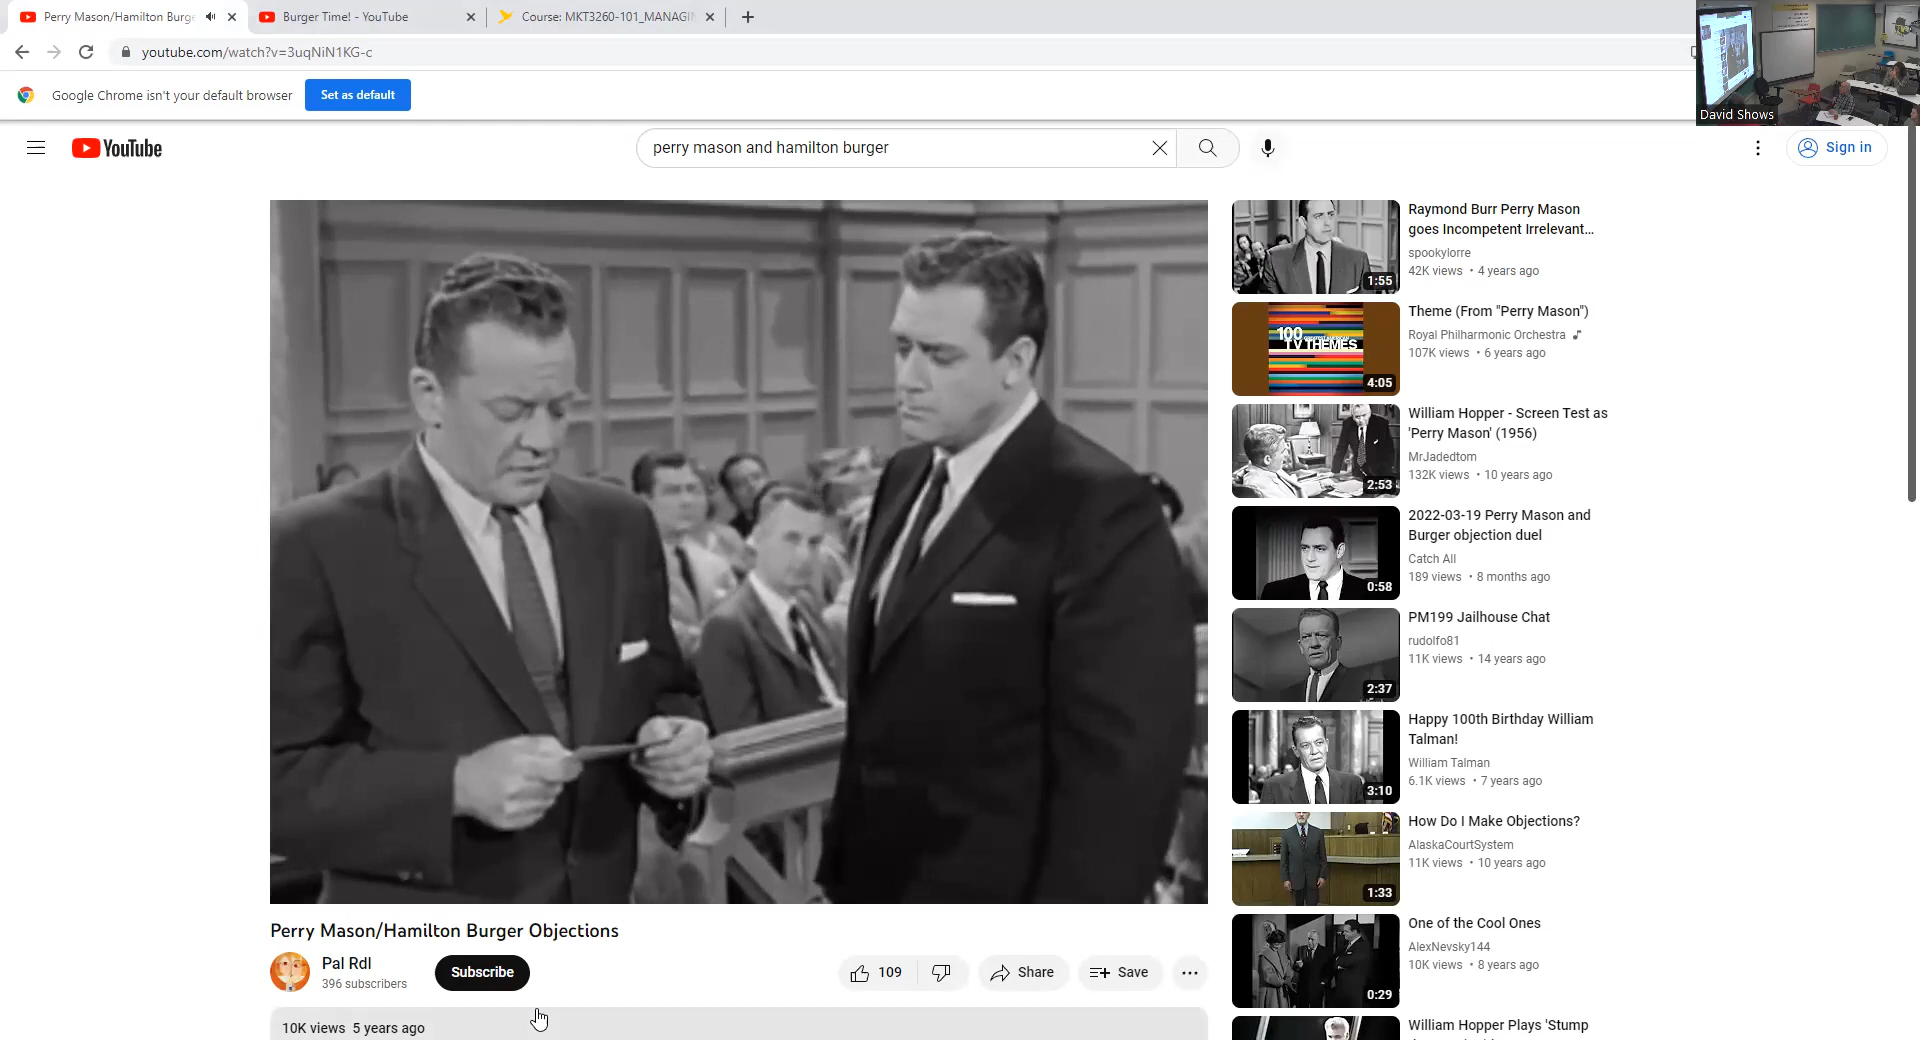 Perry Mason/Hamilton Burge
Burger Time! - YouTube
Course: MKT3260-101_MANAGIN
youtube.com/watch?v=3uqNiN1KG-c
Google Chrome isn't your default browser
Set as default
David Shows
YouTube
perry mason and hamilton burger
Sign in
Raymond Burr Perry Mason
goes Incompetent Irrelevant...
spookylorre
42K views • 4 years ago
1:55
Theme (From "Perry Mason")
Royal Philharmonic Orchestra
107K views • 6 years ago
100
TV THEMES
4:05
William Hopper - Screen Test as
'Perry Mason' (1956)
MrJadedtom
132K views • 10 years ago
2:53
2022-03-19 Perry Mason and
Burger objection duel
Catch All
189 views • 8 months ago
0:58
PM199 Jailhouse Chat
rudolfo81
11K views • 14 years ago
2:37
Happy 100th Birthday William
Talman!
William Talman
6.1K views • 7 years ago
3:10
How Do I Make Objections?
AlaskaCourtSystem
11K views • 10 years ago
1:33
One of the Cool Ones
AlexNevsky144
10K views • 8 years ago
0:29
William Hopper Plays 'Stump
Perry Mason/Hamilton Burger Objections
Pal Rdl
396 subscribers
Subscribe
109
Share
Save
10K views 5 years ago